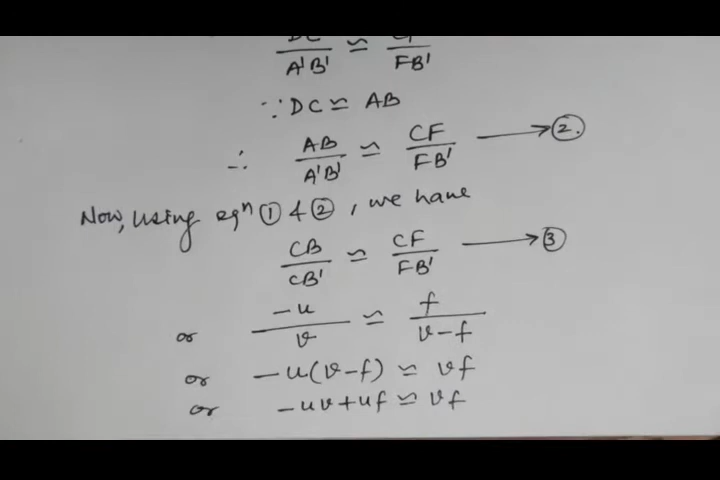 DC/A'B' ≃ CF/FB'
∵ DC ≃ AB
∴ AB/A'B' ≃ CF/FB' ⟶ ②.
Now, using eqⁿ ① & ②, we have
CB/CB' ≃ CF/FB' ⟶ ③
or -u/v ≃ f/v-f
or -u(v-f) ≃ vf
or -uv+uf ≃ vf